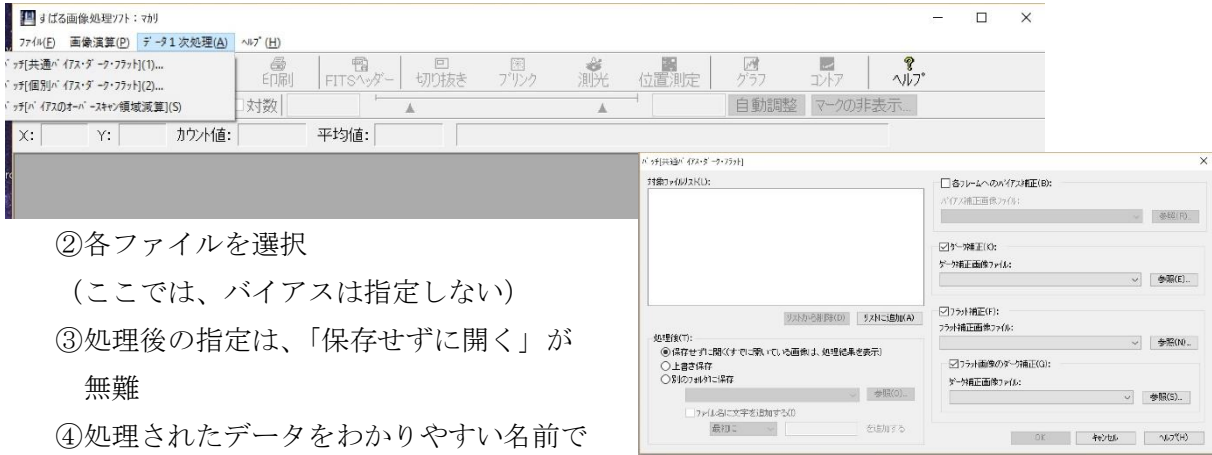 すばる画像処理ソフト：マカリ
ファイル(F) 画像演算(P) データ1次処理(A) ヘルプ(H)
ッチ[共通バイアス・ダーク・フラット](1)...
ッチ[個別バイアス・ダーク・フラット](2)...
ッチ[バイアスのオーバースキャン領域減算](S)
印刷 FITSヘッダー 切り抜き ブリンク 測光 位置測定 グラフ コントア ヘルプ
対数 自動調整 マークの非表示...
X: Y: カウント値: 平均値:
バッチ[共通バイアス・ダーク・フラット]
対象ファイルリスト(L):
リストから削除(D) リストに追加(A)
処理後(T):
保存せずに開く(すでに開いている画像は、処理結果を表示)
上書き保存
別のフォルダに保存
参照(O)...
ファイル名に文字を追加する(I)
最初に を追加する
各フレームへのバイアス補正(B):
バイアス補正画像ファイル:
参照(R)...
ダーク補正(K):
ダーク補正画像ファイル:
参照(E)...
フラット補正(F):
フラット補正画像ファイル:
参照(N)...
フラット画像のダーク補正(G):
ダーク補正画像ファイル:
参照(S)...
OK キャンセル ヘルプ(H)
②各ファイルを選択
（ここでは、バイアスは指定しない）
③処理後の指定は、「保存せずに開く」が
無難
④処理されたデータをわかりやすい名前で